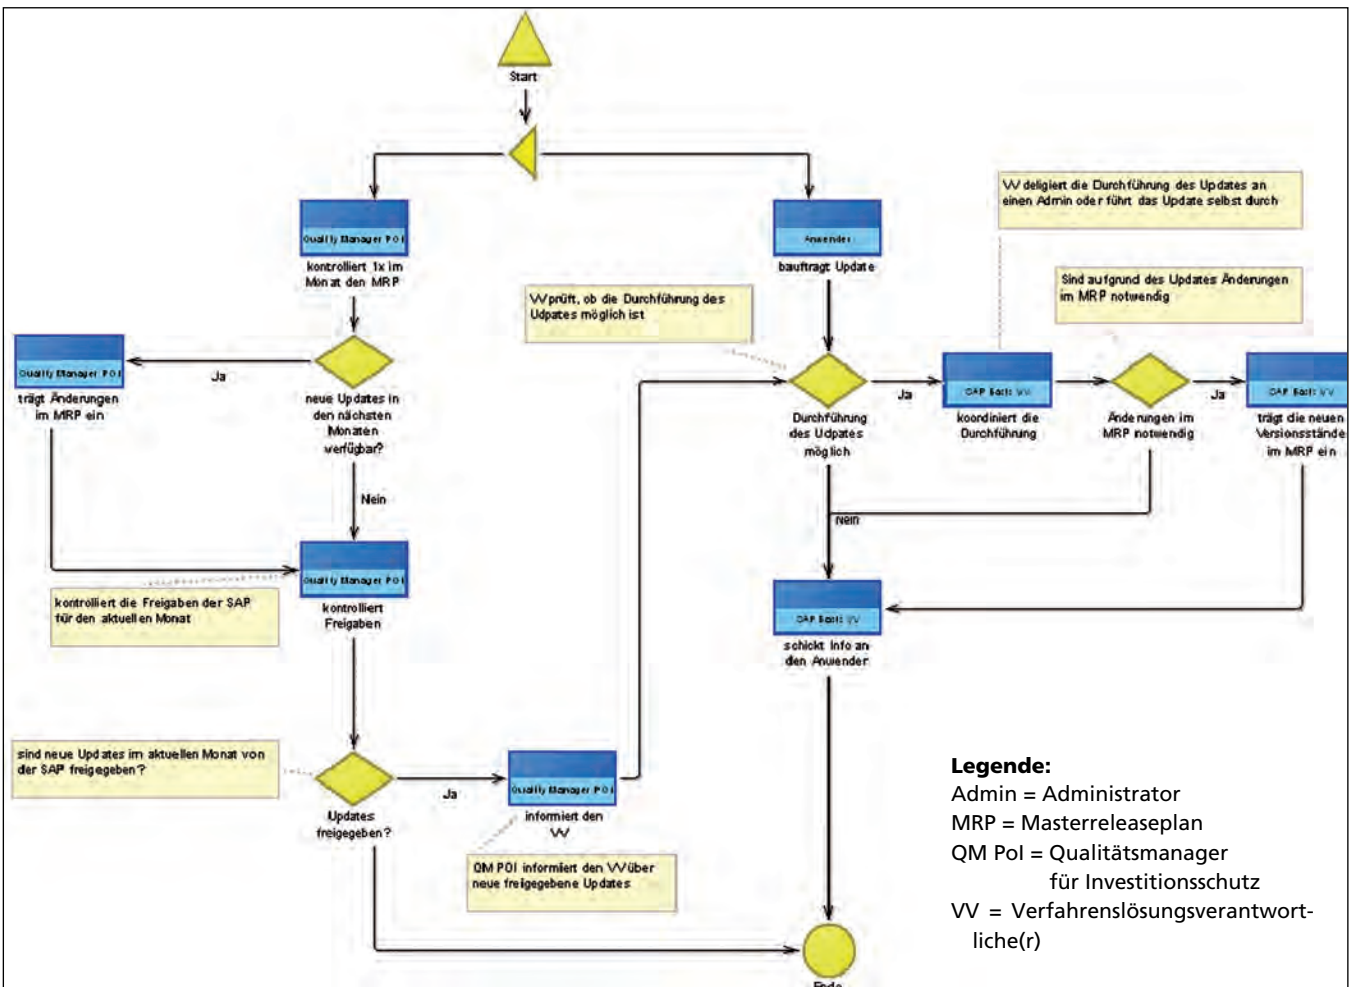 Start
Quality Manager POI
kontrolliert 1x im
Monat den MRP
Anwender
bauftragt Update
VV deligiert die Durchführung des Updates an
einen Admin oder führt das Update selbst durch
VV prüft, ob die Durchführung des
Udpates möglich ist
Sind aufgrund des Updates Änderungen
im MRP notwendig
Quality Manager POI
trägt Änderungen
im MRP ein
Ja
neue Updates in
den nächsten
Monaten
verfügbar?
Nein
Durchführung
des Udpates
möglich
Ja
SAP Basis VV
koordiniert die
Durchführung
Änderungen im
MRP notwendig
Ja
SAP Basis VV
trägt die neuen
Versionsstände
im MRP ein
Nein
Quality Manager POI
kontrolliert
Freigaben
kontrolliert die Freigaben der SAP
für den aktuellen Monat
SAP Basis VV
schickt Info an
den Anwender
sind neue Updates im aktuellen Monat von
der SAP freigegeben?
Updates
freigegeben?
Ja
Quality Manager POI
informiert den
VV
QM POI informiert den VV über
neue freigegebene Updates
Legende:
Admin = Administrator
MRP = Masterreleaseplan
QM PoI = Qualitätsmanager
für Investitionsschutz
VV = Verfahrenslösungsverantwort-
liche(r)
Ende